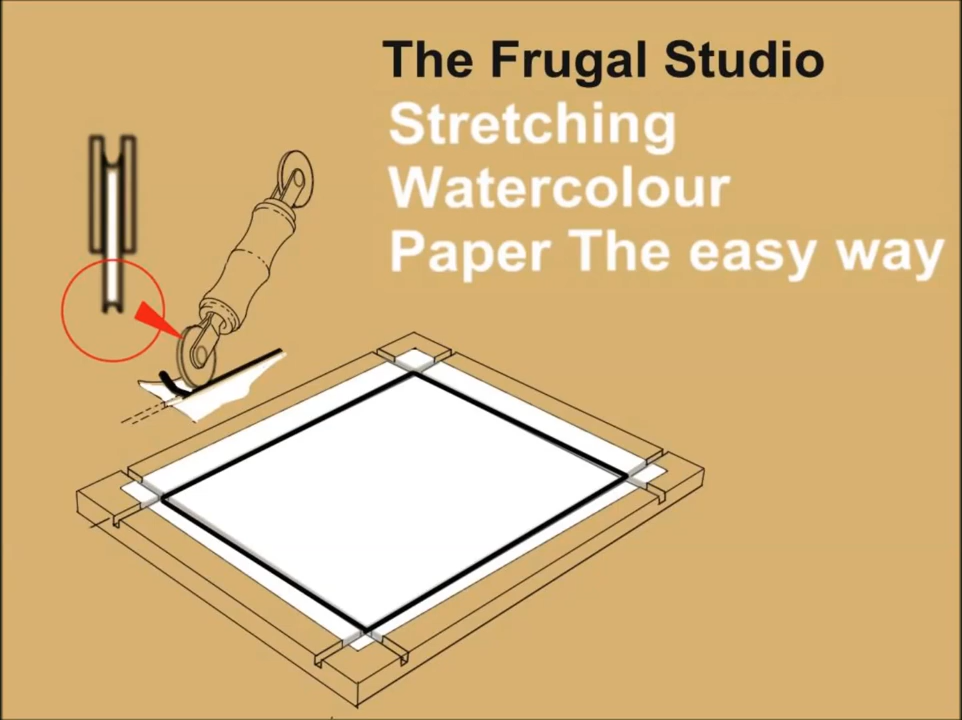 The Frugal Studio
Stretching
Watercolour
Paper The easy way